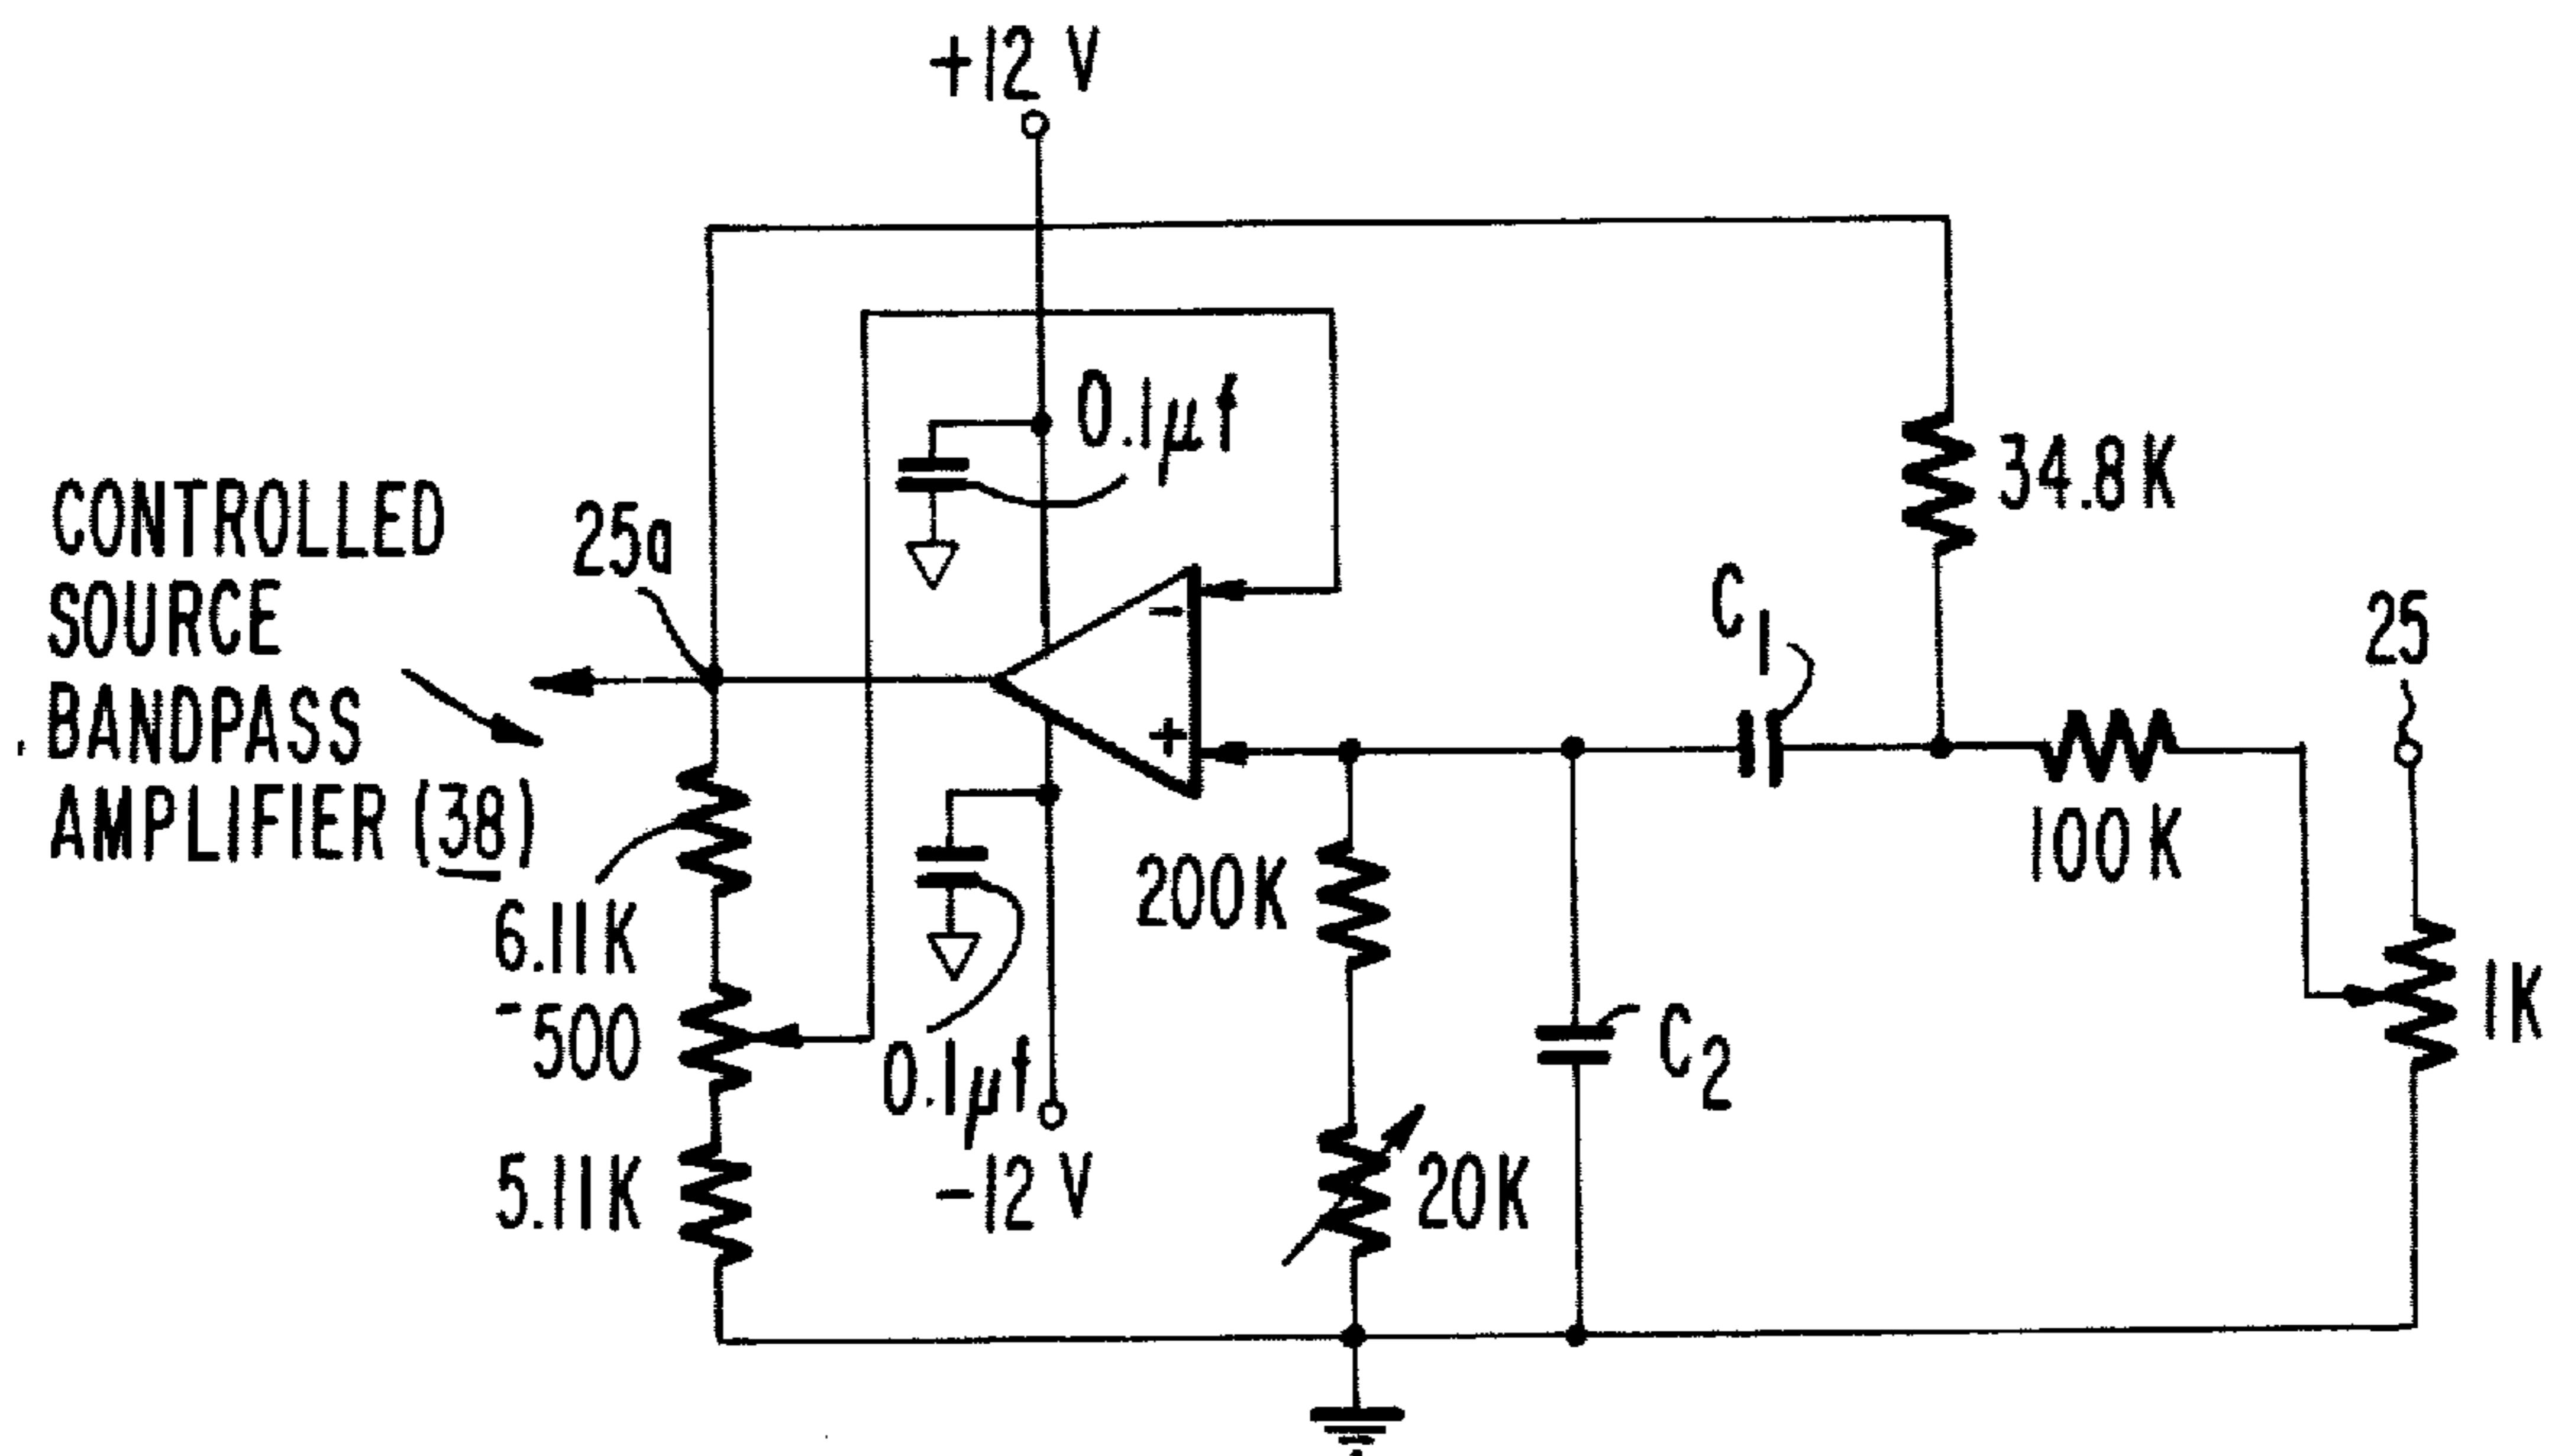 +12 V
0.1μf
CONTROLLED
SOURCE
BANDPASS
AMPLIFIER (38)
25a
34.8K
C1
25
-
+
100K
200K
6.11K
500
0.1μf
C2
1K
5.11K
-12 V
20K